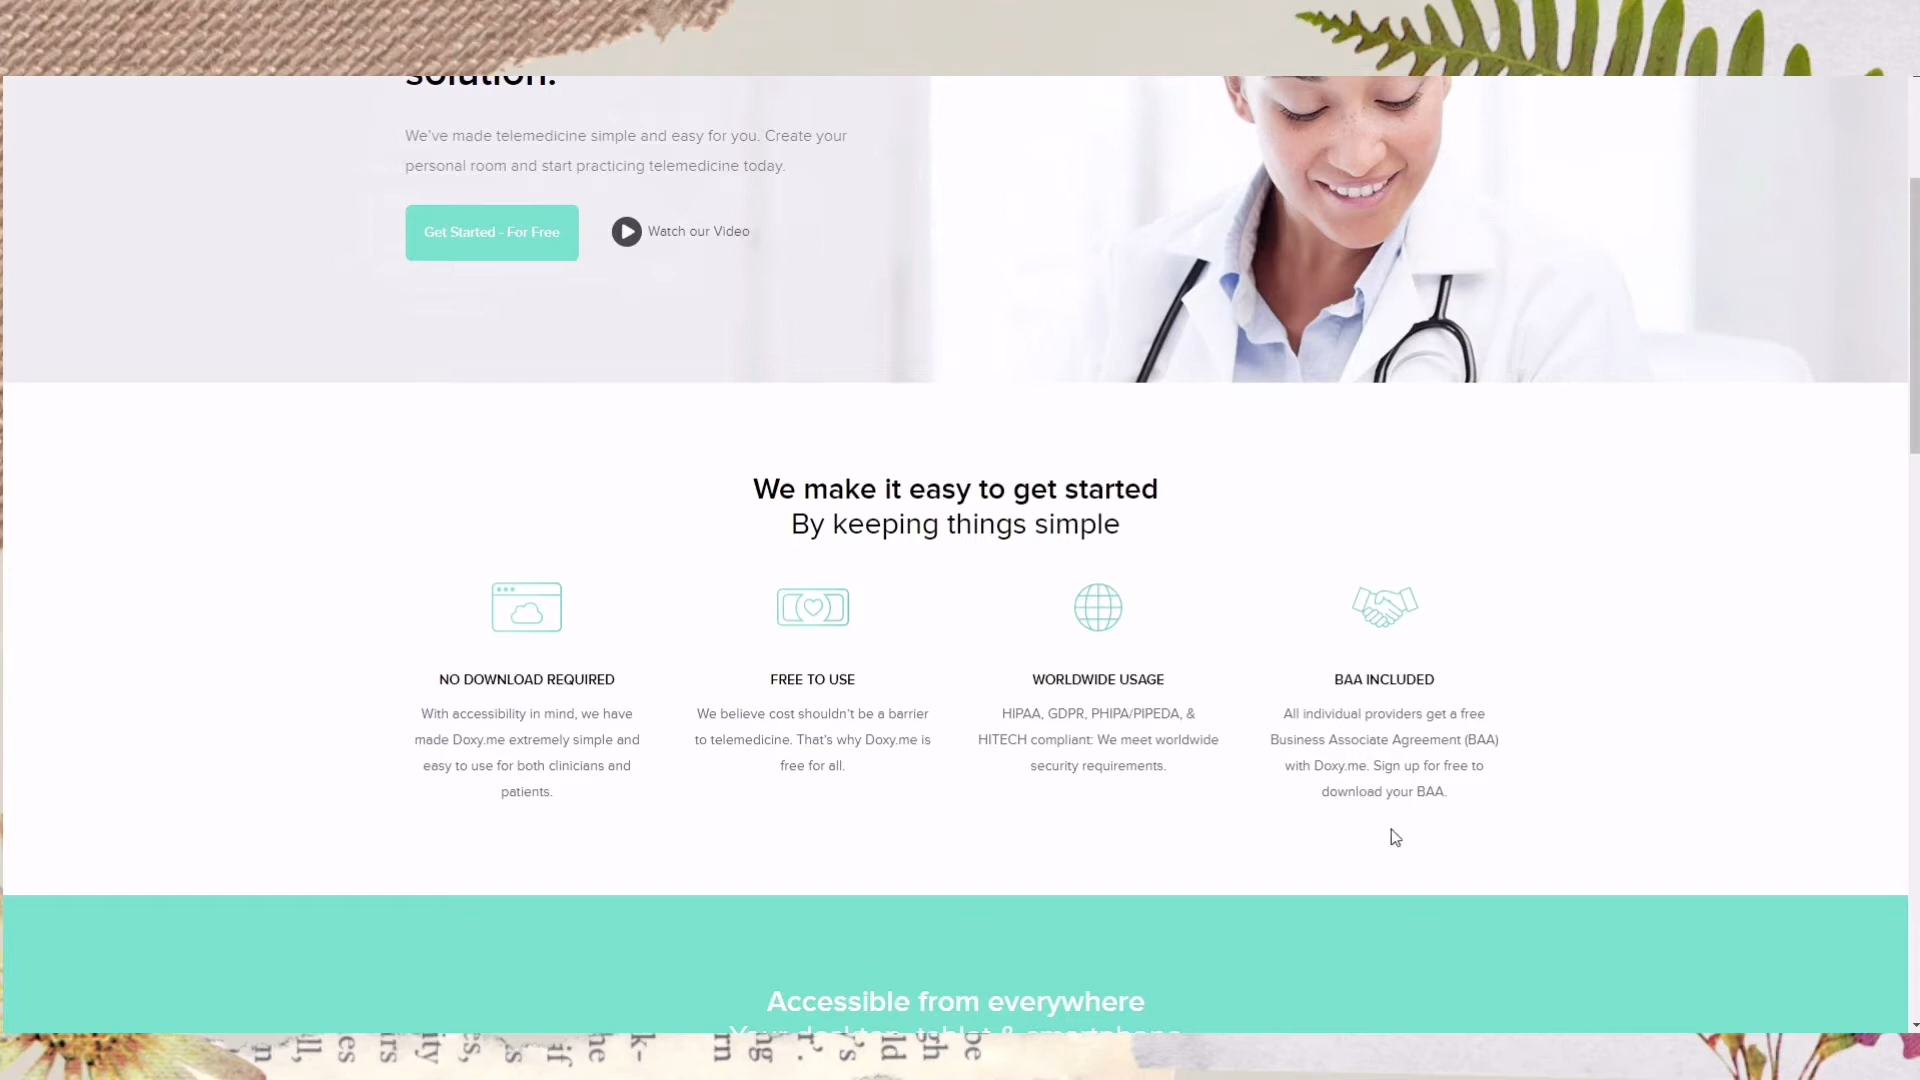 solution.
We've made telemedicine simple and easy for you. Create your
personal room and start practicing telemedicine today.
Get Started - For Free
Watch our Video
We make it easy to get started
By keeping things simple
NO DOWNLOAD REQUIRED
With accessibility in mind, we have
made Doxy.me extremely simple and
easy to use for both clinicians and
patients.
FREE TO USE
We believe cost shouldn't be a barrier
to telemedicine. That's why Doxy.me is
free for all.
WORLDWIDE USAGE
HIPAA, GDPR, PHIPA/PIPEDA, &
HITECH compliant: We meet worldwide
security requirements.
BAA INCLUDED
All individual providers get a free
Business Associate Agreement (BAA)
with Doxy.me. Sign up for free to
download your BAA.
Accessible from everywhere
Your desktop, tablet & smartphone